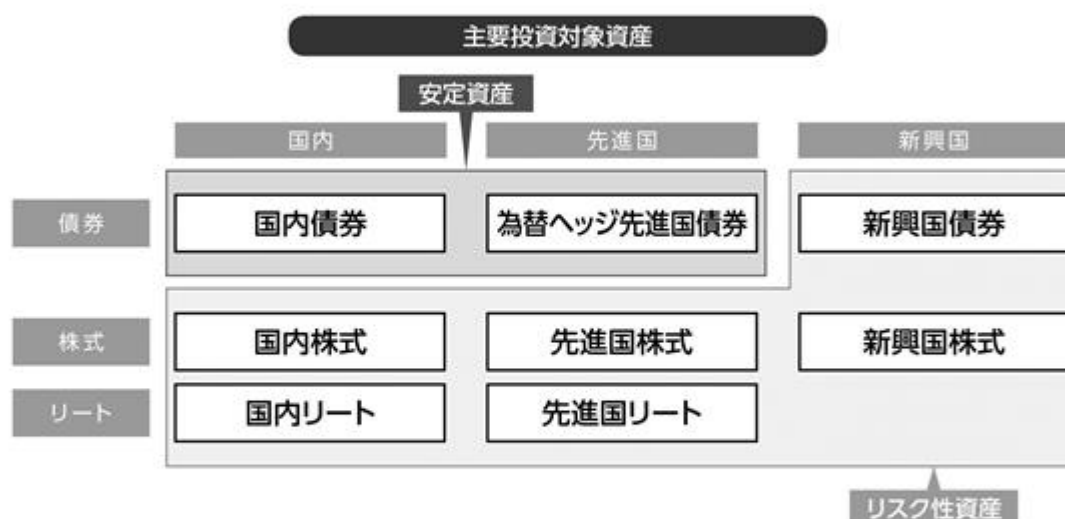 主要投資対象資産
安定資産
国内 先進国 新興国
債券 国内債券 為替ヘッジ先進国債券 新興国債券
株式 国内株式 先進国株式 新興国株式
リート 国内リート 先進国リート
リスク性資産